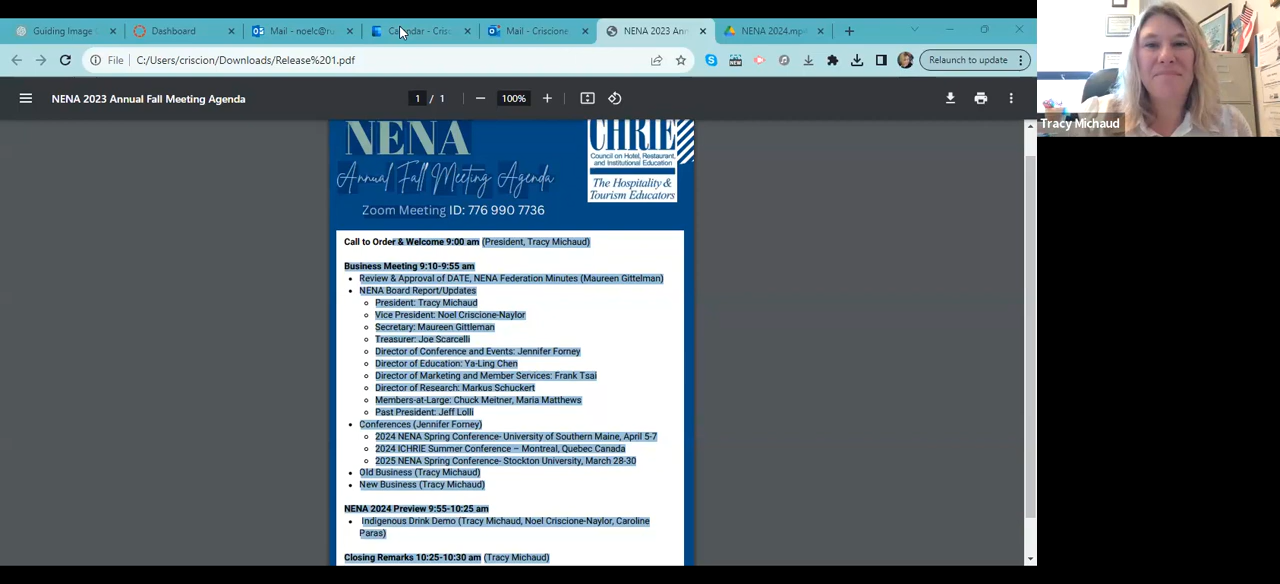 Guiding Image
Dashboard
Mail - noelc@ru
Calendar - Crisc
Mail - Criscione
NENA 2023 Ann
NENA 2024.mp4
File C:/Users/criscion/Downloads/Release%201.pdf
Relaunch to update
NENA 2023 Annual Fall Meeting Agenda
1 / 1
100%
Tracy Michaud
NENA
Annual Fall Meeting Agenda
Zoom Meeting ID: 776 990 7736
CHRIE
Council on Hotel, Restaurant,
and Institutional Education
The Hospitality &
Tourism Educators
Call to Order & Welcome 9:00 am (President, Tracy Michaud)
Business Meeting 9:10-9:55 am
• Review & Approval of DATE, NENA Federation Minutes (Maureen Gittelman)
• NENA Board Report/Updates
President: Tracy Michaud
Vice President: Noel Criscione-Naylor
Secretary: Maureen Gittleman
Treasurer: Joe Scarcelli
Director of Conference and Events: Jennifer Forney
Director of Education: Ya-Ling Chen
Director of Marketing and Member Services: Frank Tsai
Director of Research: Markus Schuckert
Members-at-Large: Chuck Meitner, Maria Matthews
Past President: Jeff Lolli
• Conferences (Jennifer Forney)
2024 NENA Spring Conference- University of Southern Maine, April 5-7
2024 ICHRIE Summer Conference – Montreal, Quebec Canada
2025 NENA Spring Conference- Stockton University, March 28-30
• Old Business (Tracy Michaud)
• New Business (Tracy Michaud)
NENA 2024 Preview 9:55-10:25 am
• Indigenous Drink Demo (Tracy Michaud, Noel Criscione-Naylor, Caroline
Paras)
Closing Remarks 10:25-10:30 am (Tracy Michaud)